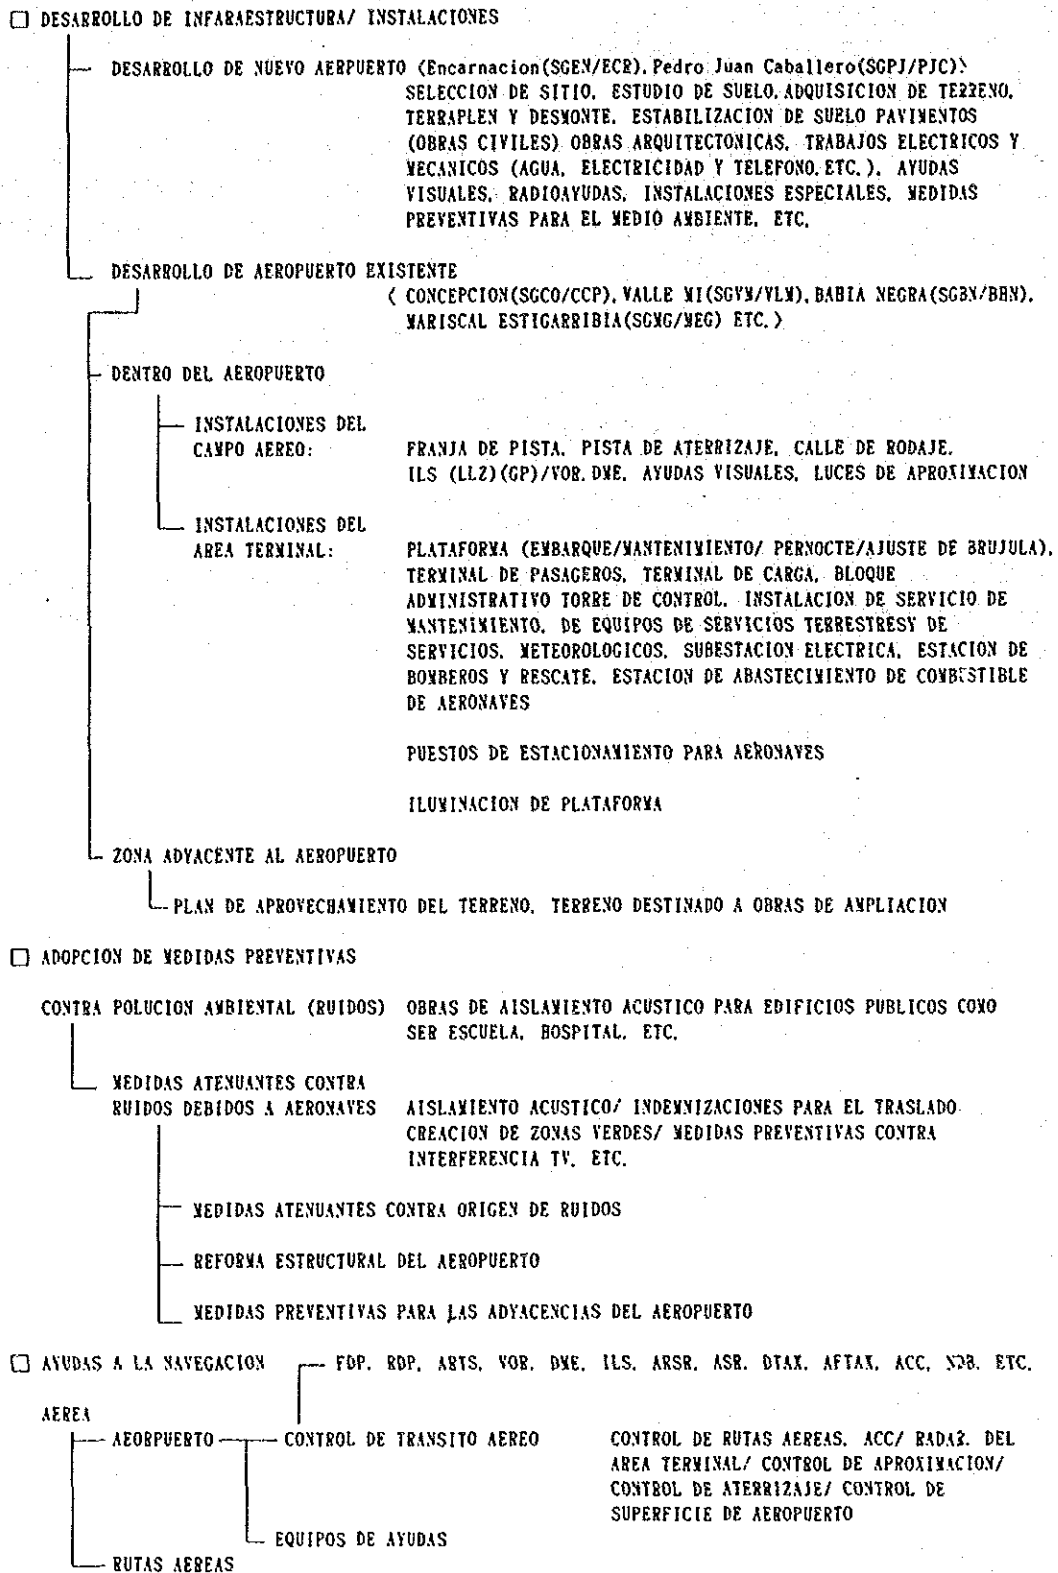 □ DESARROLLO DE INFARAESTRUCTURA/ INSTALACIONES
DESARROLLO DE NUEVO AERPUERTO (Encarnacion(SGEN/ECR), Pedro Juan Caballero(SGPJ/PJC))
SELECCION DE SITIO, ESTUDIO DE SUELO, ADQUISICION DE TERRENO,
TERRAPLEN Y DESMONTE, ESTABILIZACION DE SUELO PAVIMENTOS
(OBRAS CIVILES) OBRAS ARQUITECTONICAS, TRABAJOS ELECTRICOS Y
MECANICOS (AGUA, ELECTRICIDAD Y TELEFONO, ETC.), AYUDAS
VISUALES, RADIOAYUDAS, INSTALACIONES ESPECIALES, MEDIDAS
PREVENTIVAS PARA EL MEDIO AMBIENTE, ETC,
DESARROLLO DE AEROPUERTO EXISTENTE
( CONCEPCION(SGCO/CCP), VALLE MI(SGVM/VLM), BAHIA NEGRA(SGBN/BHN),
MARISCAL ESTIGARRIBIA(SGMG/MEG) ETC.)
DENTRO DEL AEROPUERTO
INSTALACIONES DEL
CAMPO AEREO: FRANJA DE PISTA, PISTA DE ATERRIZAJE, CALLE DE RODAJE,
ILS (LLZ)(GP)/VOR, DME, AYUDAS VISUALES, LUCES DE APROXIMACION
INSTALACIONES DEL
AREA TERMINAL: PLATAFORMA (EMBARQUE/MANTENIMIENTO/ PERNOCTE/AJUSTE DE BRUJULA),
TERMINAL DE PASAGEROS, TERMINAL DE CARGA, BLOQUE
ADMINISTRATIVO TORRE DE CONTROL, INSTALACION DE SERVICIO DE
MANTENIMIENTO, DE EQUIPOS DE SERVICIOS TERRESTRESY DE
SERVICIOS, METEOROLOGICOS, SUBESTACION ELECTRICA, ESTACION DE
BOMBEROS Y RESCATE, ESTACION DE ABASTECIMIENTO DE COMBUSTIBLE
DE AERONAVES
PUESTOS DE ESTACIONAMIENTO PARA AERONAVES
ILUMINACION DE PLATAFORMA
ZONA ADYACENTE AL AEROPUERTO
PLAN DE APROVECHAMIENTO DEL TERRENO, TERRENO DESTINADO A OBRAS DE AMPLIACION
□ ADOPCION DE MEDIDAS PREVENTIVAS
CONTRA POLUCION AMBIENTAL (RUIDOS) OBRAS DE AISLAMIENTO ACUSTICO PARA EDIFICIOS PUBLICOS COMO
SER ESCUELA, HOSPITAL, ETC,
MEDIDAS ATENUANTES CONTRA
RUIDOS DEBIDOS A AERONAVES AISLAMIENTO ACUSTICO/ INDEMNIZACIONES PARA EL TRASLADO
CREACION DE ZONAS VERDES/ MEDIDAS PREVENTIVAS CONTRA
INTERFERENCIA TV, ETC.
MEDIDAS ATENUANTES CONTRA ORIGEN DE RUIDOS
REFORMA ESTRUCTURAL DEL AEROPUERTO
MEDIDAS PREVENTIVAS PARA LAS ADYACENCIAS DEL AEROPUERTO
□ AYUDAS A LA NAVEGACION FDP, RDP, ARTS, VOR, DME, ILS, ARSR, ASR, DTAX, AFTAX, ACC, NDB, ETC,
AEREA
AEORPUERTO CONTROL DE TRANSITO AEREO CONTROL DE RUTAS AEREAS, ACC/ RADAR, DEL
AREA TERMINAL/ CONTROL DE APROXIMACION/
CONTROL DE ATERRIZAJE/ CONTROL DE
SUPERFICIE DE AEROPUERTO
EQUIPOS DE AYUDAS
RUTAS AEREAS